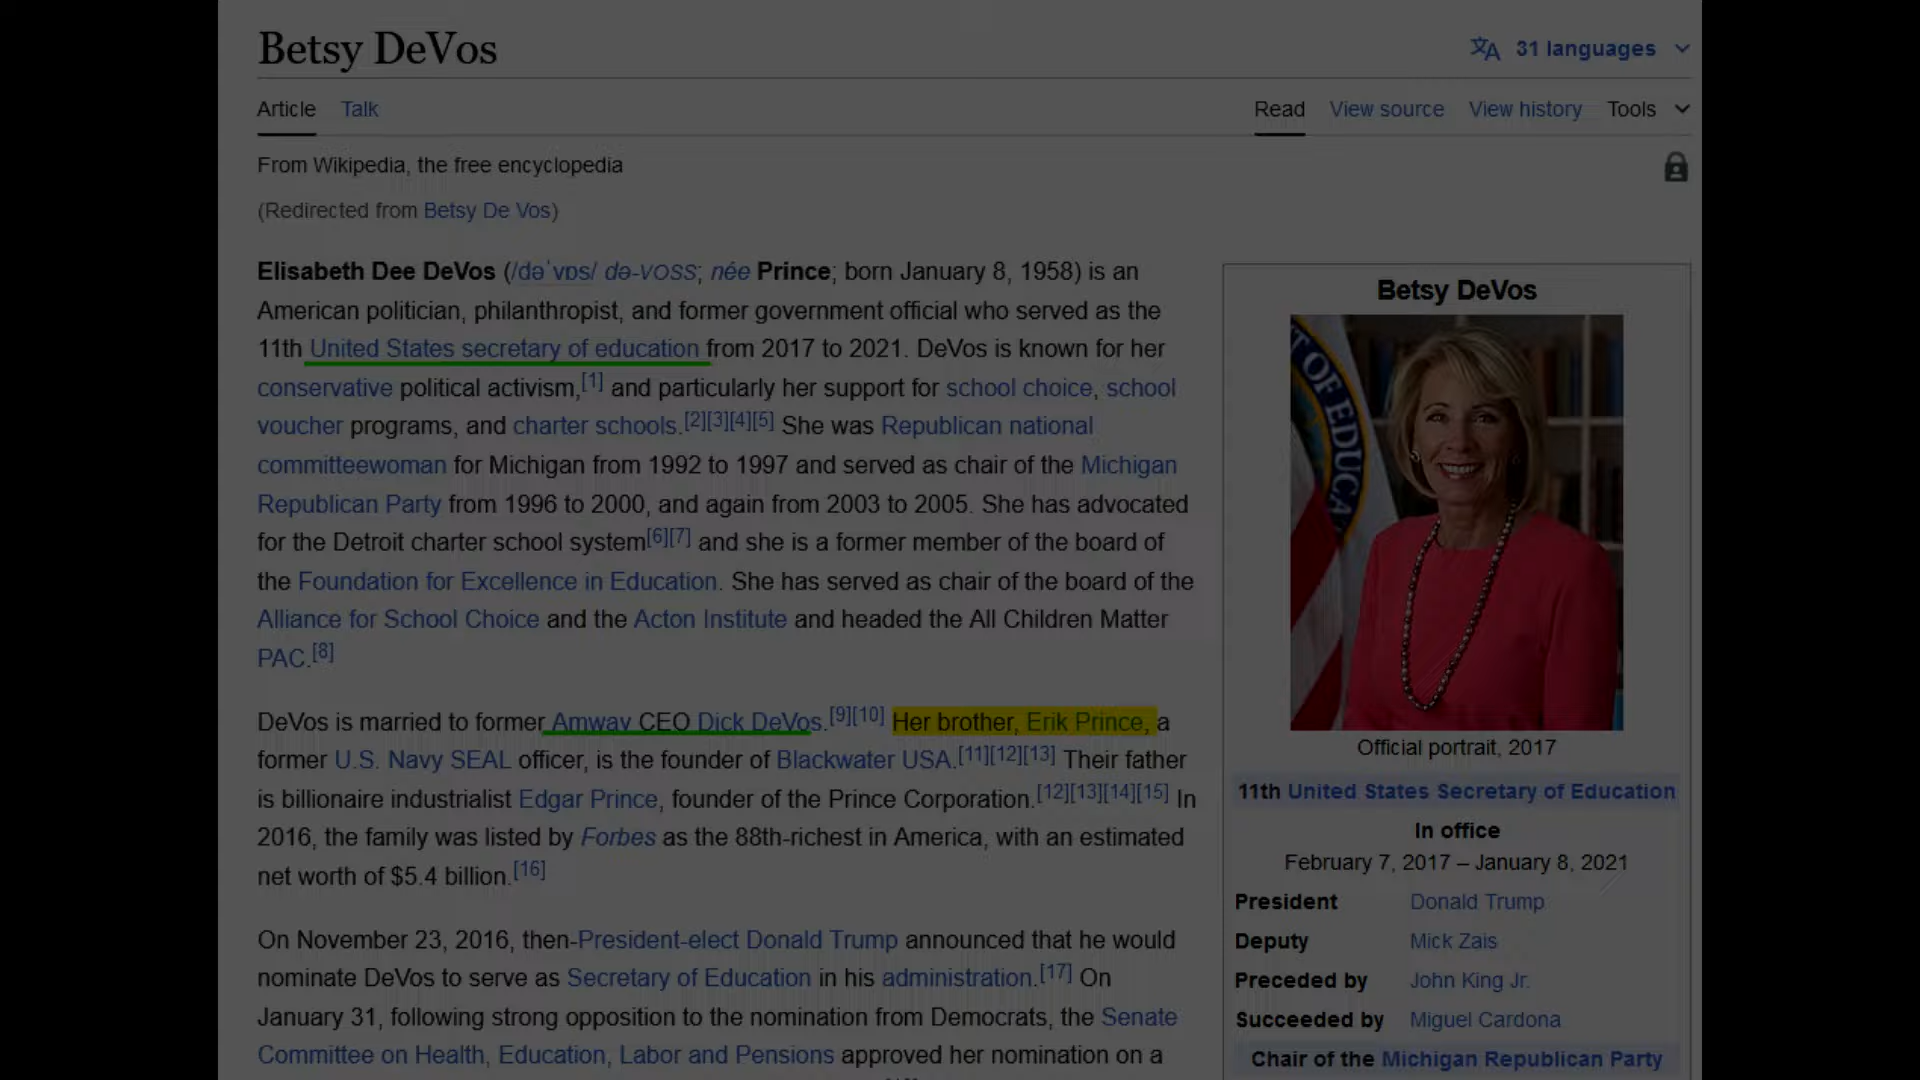 Betsy DeVos
31 languages
Article Talk
Read View source View history Tools
From Wikipedia, the free encyclopedia
(Redirected from Betsy De Vos)
Elisabeth Dee DeVos (/dəˈvɒs/ də-VOSS; née Prince; born January 8, 1958) is an
American politician, philanthropist, and former government official who served as the
11th United States secretary of education from 2017 to 2021. DeVos is known for her
conservative political activism,[1] and particularly her support for school choice, school
voucher programs, and charter schools.[2][3][4][5] She was Republican national
committeewoman for Michigan from 1992 to 1997 and served as chair of the Michigan
Republican Party from 1996 to 2000, and again from 2003 to 2005. She has advocated
for the Detroit charter school system[6][7] and she is a former member of the board of
the Foundation for Excellence in Education. She has served as chair of the board of the
Alliance for School Choice and the Acton Institute and headed the All Children Matter
PAC.[8]
DeVos is married to former Amway CEO Dick DeVos.[9][10] Her brother, Erik Prince, a
former U.S. Navy SEAL officer, is the founder of Blackwater USA.[11][12][13] Their father
is billionaire industrialist Edgar Prince, founder of the Prince Corporation.[12][13][14][15] In
2016, the family was listed by Forbes as the 88th-richest in America, with an estimated
net worth of $5.4 billion.[16]
On November 23, 2016, then-President-elect Donald Trump announced that he would
nominate DeVos to serve as Secretary of Education in his administration.[17] On
January 31, following strong opposition to the nomination from Democrats, the Senate
Committee on Health, Education, Labor and Pensions approved her nomination on a
Betsy DeVos
T OF EDUCA
Official portrait, 2017
11th United States Secretary of Education
In office
February 7, 2017 – January 8, 2021
President Donald Trump
Deputy Mick Zais
Preceded by John King Jr.
Succeeded by Miguel Cardona
Chair of the Michigan Republican Party